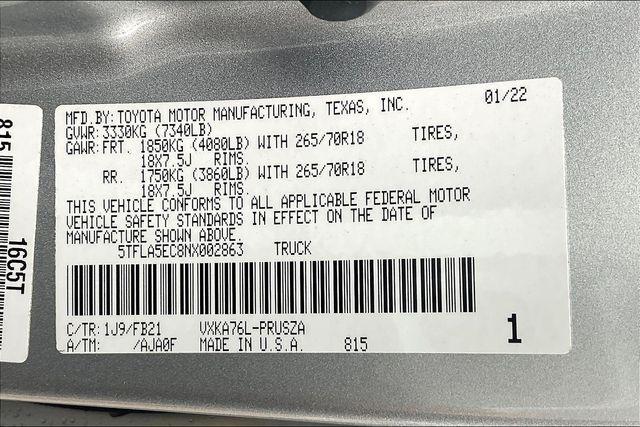 MFD.BY:TOYOTA MOTOR MANUFACTURING, TEXAS, INC. 01/22
GVWR:3330KG (7340LB)
GAWR:FRT. 1850KG (4080LB) WITH 265/70R18 TIRES,
18X7.5J RIMS.
RR. 1750KG (3860LB) WITH 265/70R18 TIRES,
18X7.5J RIMS.
THIS VEHICLE CONFORMS TO ALL APPLICABLE FEDERAL MOTOR
VEHICLE SAFETY STANDARDS IN EFFECT ON THE DATE OF
MANUFACTURE SHOWN ABOVE.
5TFLA5EC8NX002863 TRUCK
C/TR:1J9/FB21 VXKA76L-PRUSZA
A/TM: /AJA0F MADE IN U.S.A. 815
1
815
16C5T